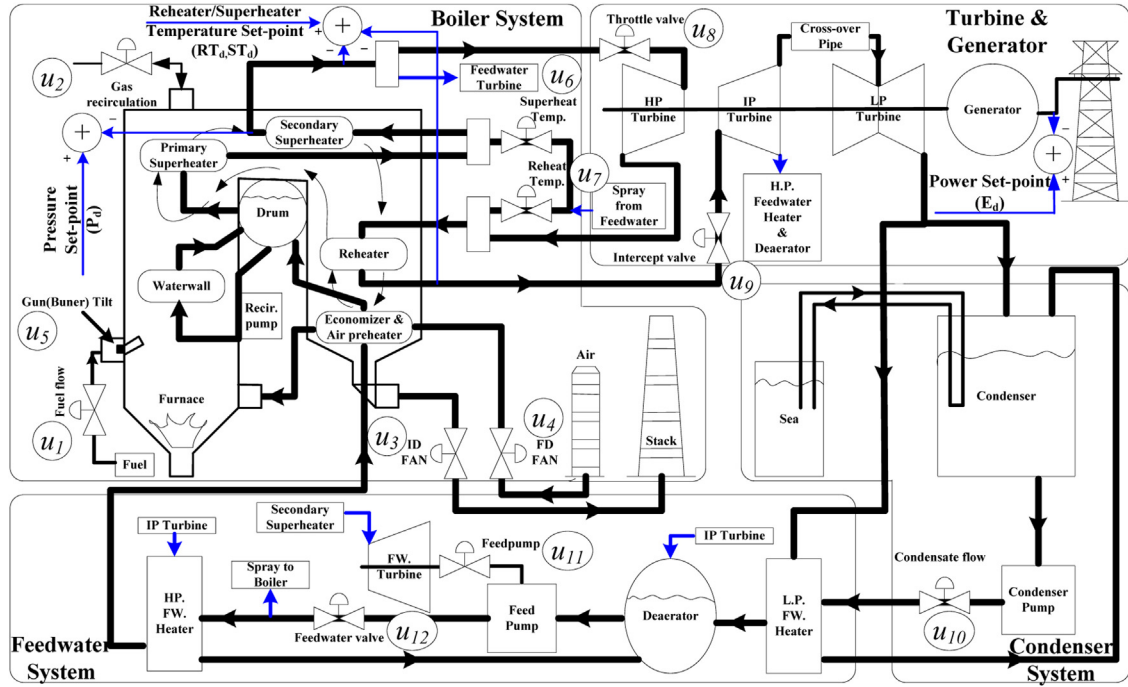 Reheater/Superheater
Temperature Set-point
(RTd,STd)
+
−
−
Boiler System
Throttle valve
u8
Cross-over
Pipe
Turbine &
Generator
u2
Gas
recirculation
Feedwater
Turbine
u6
Superheat
Temp.
HP
Turbine
IP
Turbine
LP
Turbine
Generator
−
+
Power Set-point
(Ed)
−
+
Pressure
Set-point
(Pd)
Secondary
Superheater
Primary
Superheater
Reheat
Temp.
u7
Spray from
Feedwater
H.P.
Feedwater
Heater
&
Deaerator
Drum
Reheater
Intercept valve
u9
Waterwall
Recir.
pump
Gun(Buner) Tilt
u5
Economizer &
Air preheater
Fuel flow
u1
Fuel
Furnace
u3
ID
FAN
u4
FD
FAN
Air
Stack
Sea
Condenser
IP Turbine
Secondary
Superheater
FW.
Turbine
Feedpump
u11
IP Turbine
Condensate flow
HP.
FW.
Heater
Spray to
Boiler
Feedwater valve
u12
Feed
Pump
Deaerator
L.P.
FW.
Heater
u10
Condenser
Pump
Feedwater
System
Condenser
System